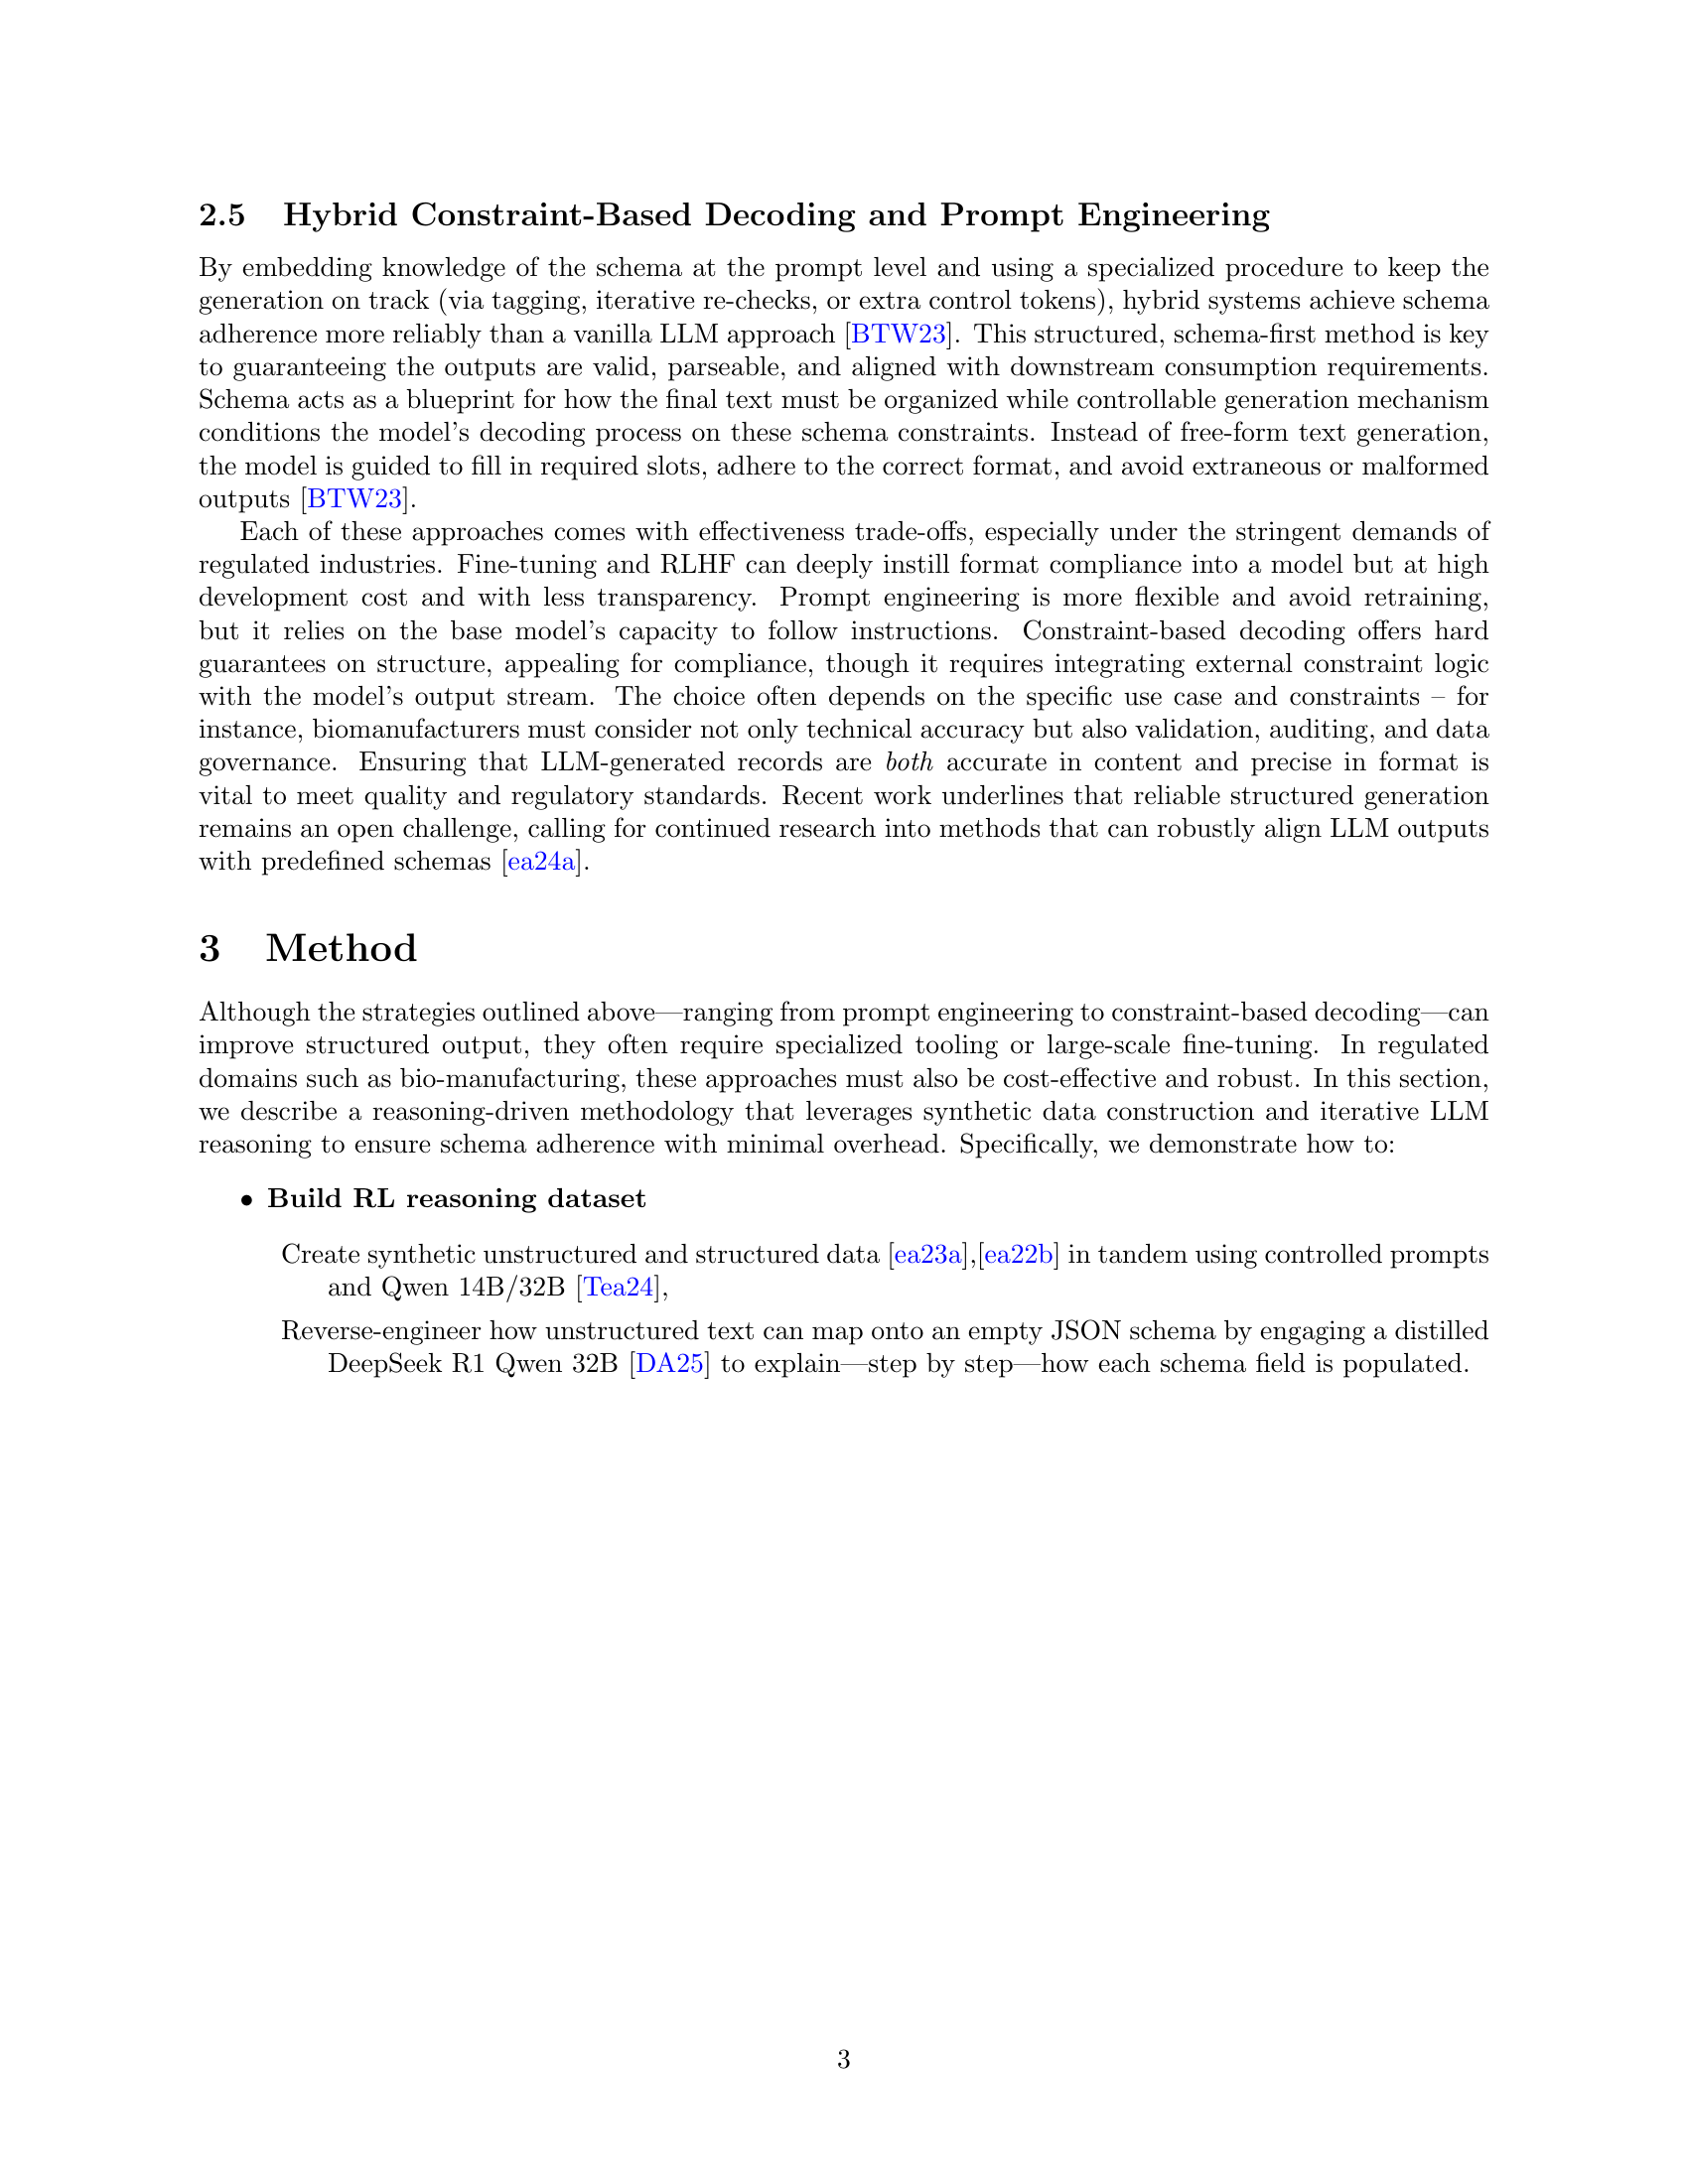 2.5 Hybrid Constraint-Based Decoding and Prompt Engineering
By embedding knowledge of the schema at the prompt level and using a specialized procedure to keep the
generation on track (via tagging, iterative re-checks, or extra control tokens), hybrid systems achieve schema
adherence more reliably than a vanilla LLM approach [BTW23]. This structured, schema-first method is key
to guaranteeing the outputs are valid, parseable, and aligned with downstream consumption requirements.
Schema acts as a blueprint for how the final text must be organized while controllable generation mechanism
conditions the model's decoding process on these schema constraints. Instead of free-form text generation,
the model is guided to fill in required slots, adhere to the correct format, and avoid extraneous or malformed
outputs [BTW23].
Each of these approaches comes with effectiveness trade-offs, especially under the stringent demands of
regulated industries. Fine-tuning and RLHF can deeply instill format compliance into a model but at high
development cost and with less transparency. Prompt engineering is more flexible and avoid retraining,
but it relies on the base model's capacity to follow instructions. Constraint-based decoding offers hard
guarantees on structure, appealing for compliance, though it requires integrating external constraint logic
with the model's output stream. The choice often depends on the specific use case and constraints – for
instance, biomanufacturers must consider not only technical accuracy but also validation, auditing, and data
governance. Ensuring that LLM-generated records are both accurate in content and precise in format is
vital to meet quality and regulatory standards. Recent work underlines that reliable structured generation
remains an open challenge, calling for continued research into methods that can robustly align LLM outputs
with predefined schemas [ea24a].
3 Method
Although the strategies outlined above—ranging from prompt engineering to constraint-based decoding—can
improve structured output, they often require specialized tooling or large-scale fine-tuning. In regulated
domains such as bio-manufacturing, these approaches must also be cost-effective and robust. In this section,
we describe a reasoning-driven methodology that leverages synthetic data construction and iterative LLM
reasoning to ensure schema adherence with minimal overhead. Specifically, we demonstrate how to:
• Build RL reasoning dataset
Create synthetic unstructured and structured data [ea23a],[ea22b] in tandem using controlled prompts
and Qwen 14B/32B [Tea24],
Reverse-engineer how unstructured text can map onto an empty JSON schema by engaging a distilled
DeepSeek R1 Qwen 32B [DA25] to explain—step by step—how each schema field is populated.
3